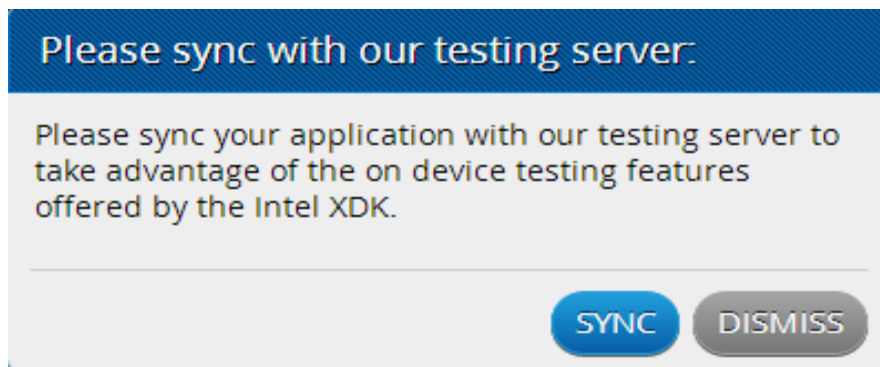 Please sync with our testing server:
Please sync your application with our testing server to
take advantage of the on device testing features
offered by the Intel XDK.
SYNC DISMISS